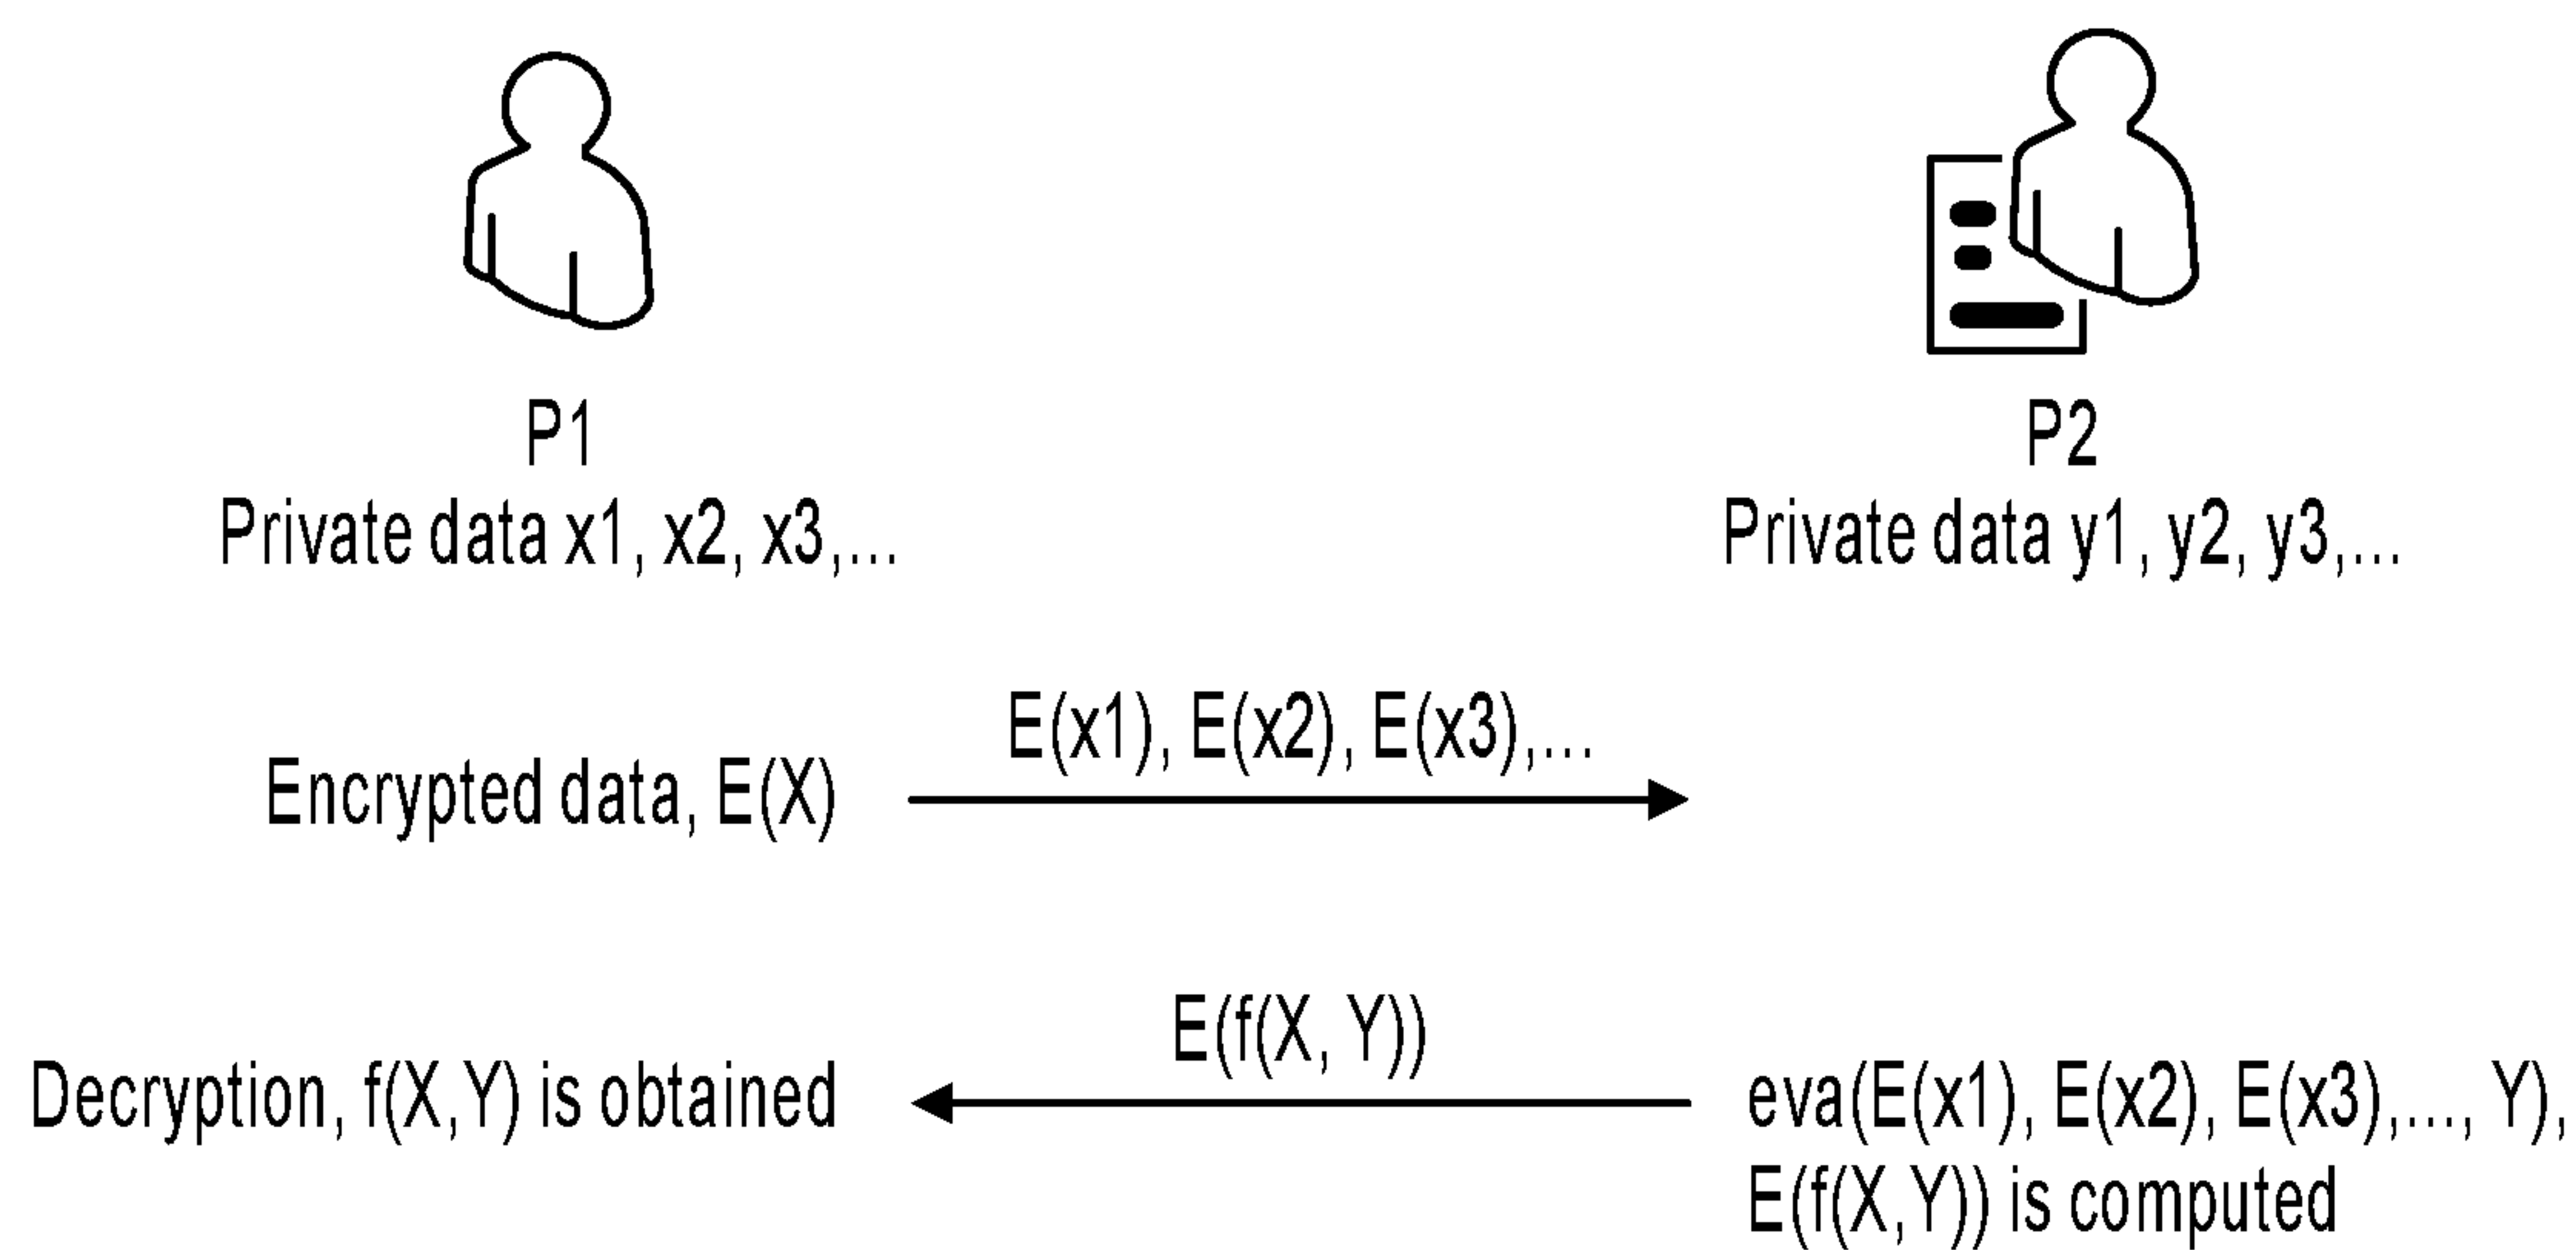 P1
Private data x1, x2, x3,...
P2
Private data y1, y2, y3,...
Encrypted data, E(X)
E(x1), E(x2), E(x3),...
Decryption, f(X,Y) is obtained
E(f(X, Y))
eva(E(x1), E(x2), E(x3),..., Y),
E(f(X,Y)) is computed